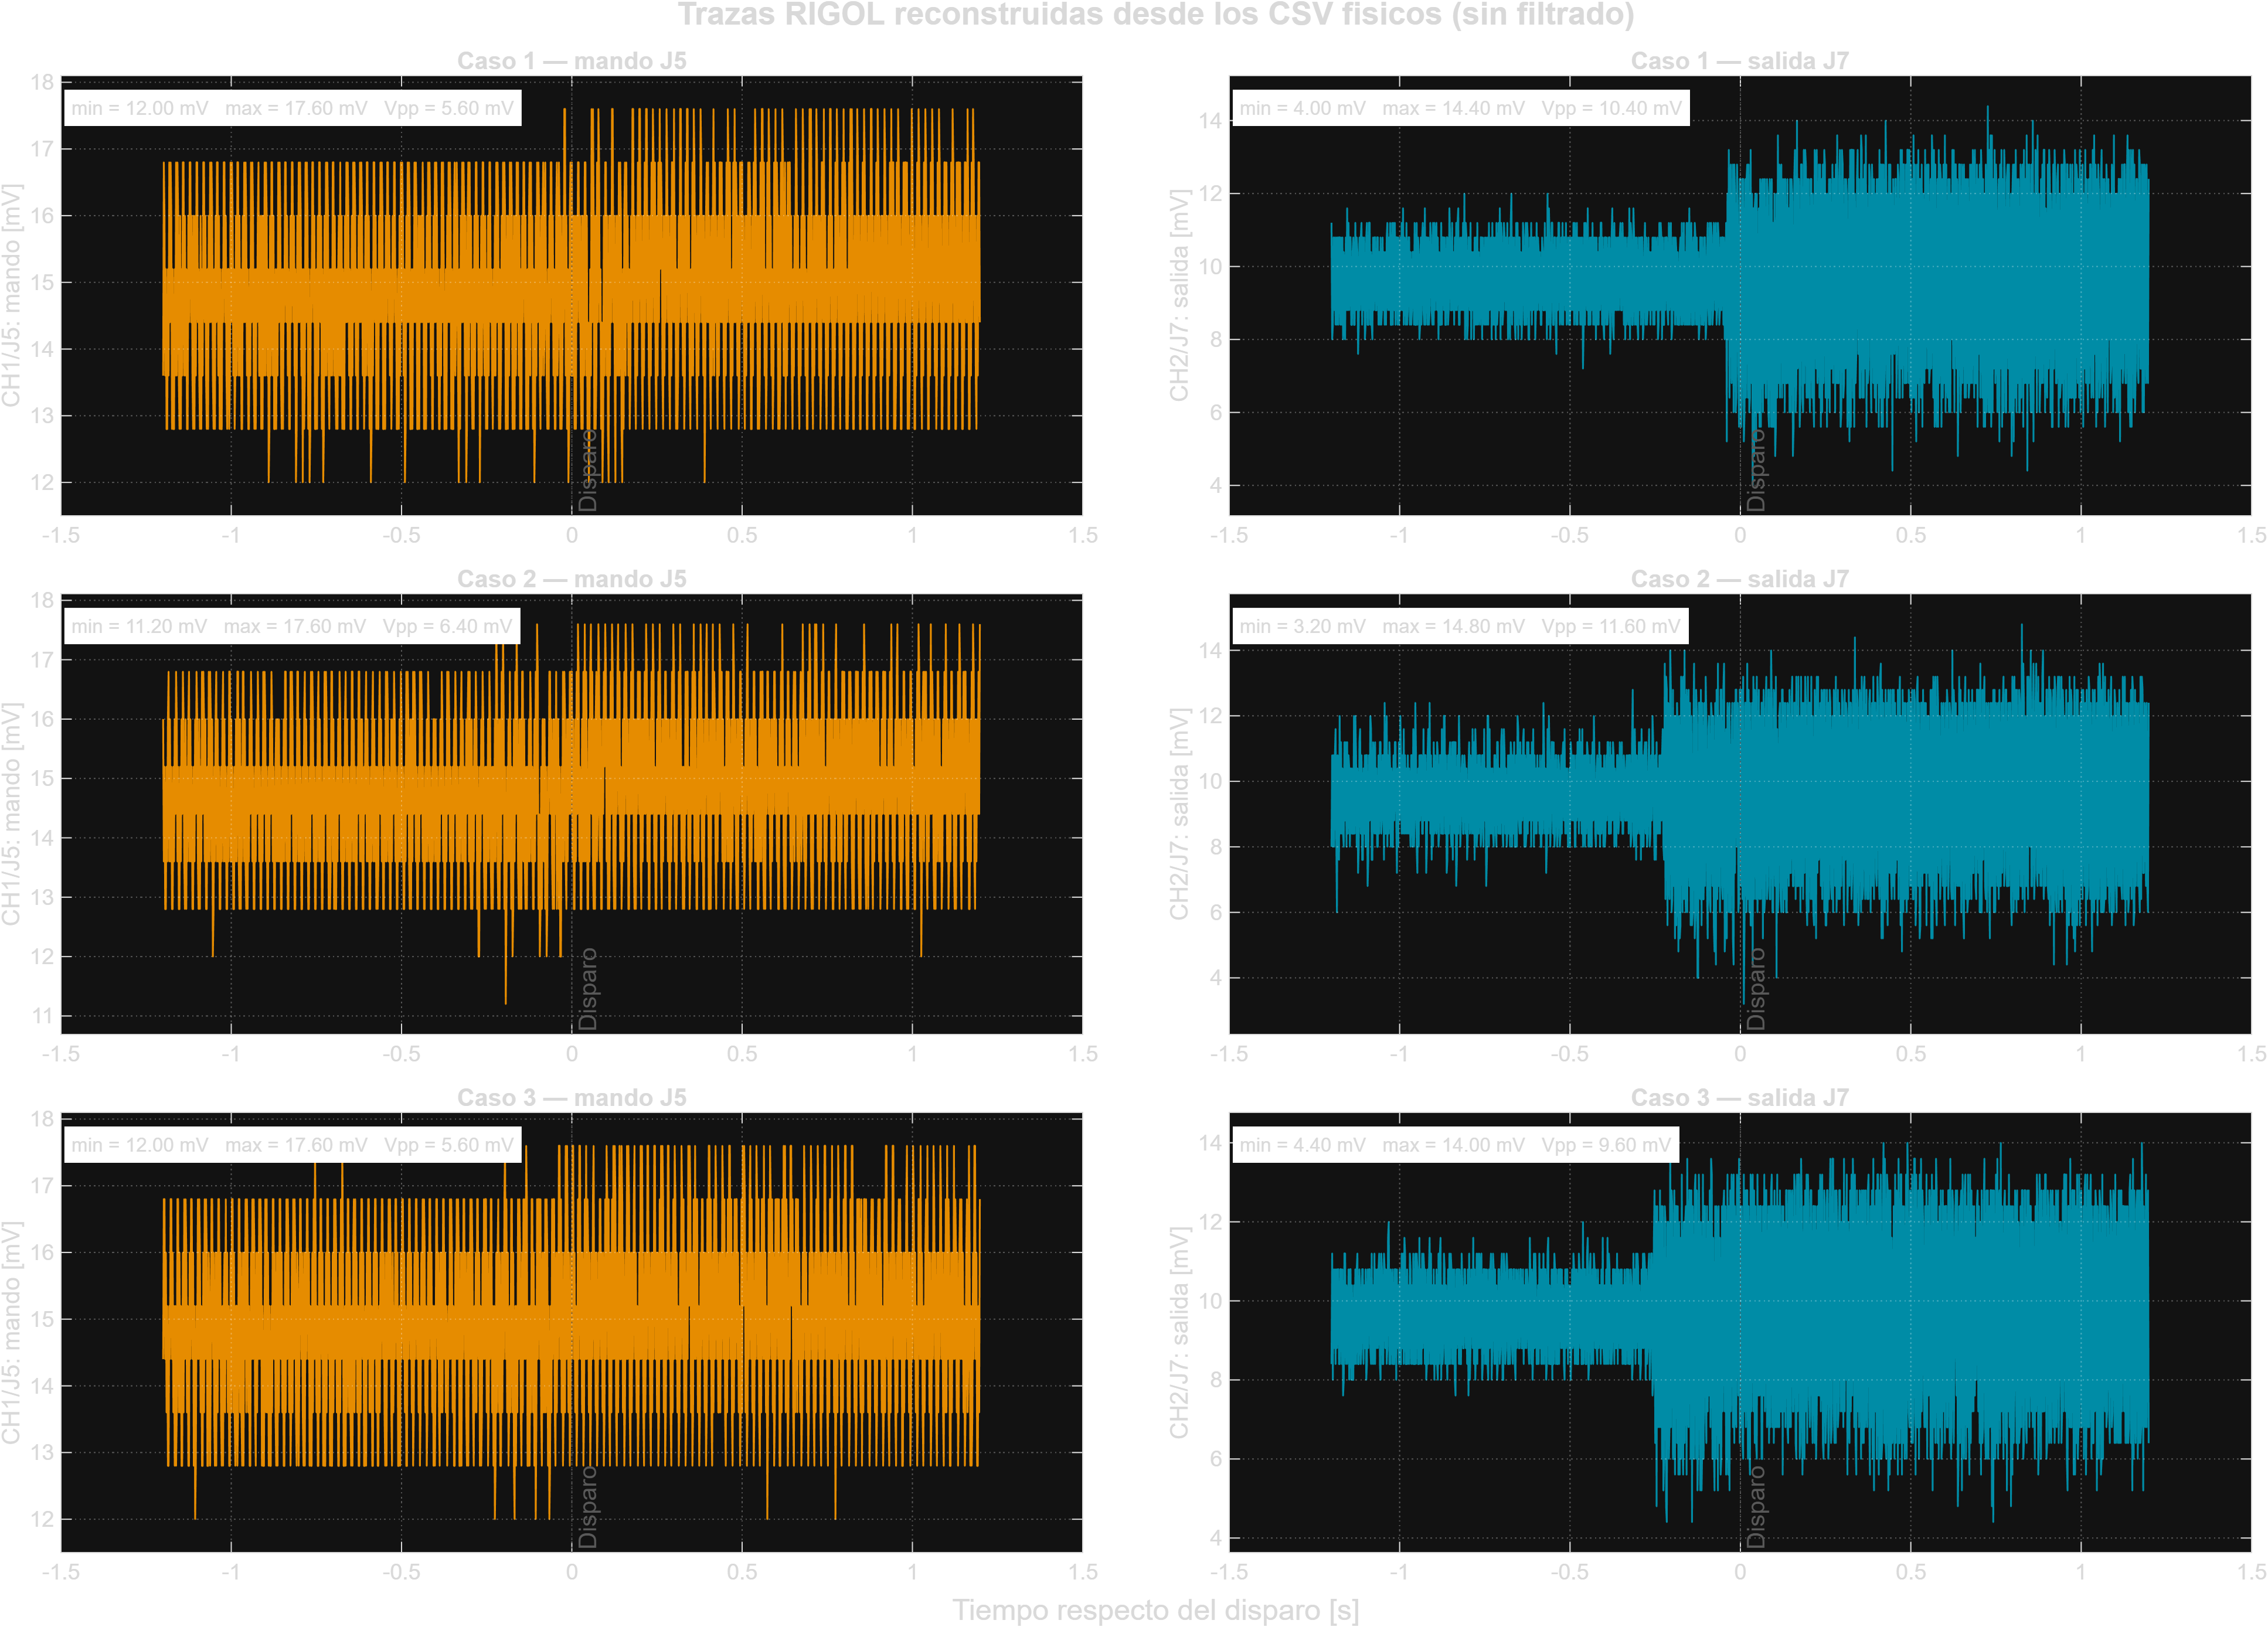 Trazas RIGOL reconstruidas desde los CSV fisicos (sin filtrado)
Caso 1 — mando J5
CH1/J5: mando [mV]
min = 12.00 mV max = 17.60 mV Vpp = 5.60 mV
18
17
16
15
14
13
12
Disparo
-1.5 -1 -0.5 0 0.5 1 1.5
Caso 1 — salida J7
CH2/J7: salida [mV]
min = 4.00 mV max = 14.40 mV Vpp = 10.40 mV
14
12
10
8
6
4
Disparo
-1.5 -1 -0.5 0 0.5 1 1.5
Caso 2 — mando J5
CH1/J5: mando [mV]
min = 11.20 mV max = 17.60 mV Vpp = 6.40 mV
18
17
16
15
14
13
12
11
Disparo
-1.5 -1 -0.5 0 0.5 1 1.5
Caso 2 — salida J7
CH2/J7: salida [mV]
min = 3.20 mV max = 14.80 mV Vpp = 11.60 mV
14
12
10
8
6
4
Disparo
-1.5 -1 -0.5 0 0.5 1 1.5
Caso 3 — mando J5
CH1/J5: mando [mV]
min = 12.00 mV max = 17.60 mV Vpp = 5.60 mV
18
17
16
15
14
13
12
Disparo
-1.5 -1 -0.5 0 0.5 1 1.5
Caso 3 — salida J7
CH2/J7: salida [mV]
min = 4.40 mV max = 14.00 mV Vpp = 9.60 mV
14
12
10
8
6
4
Disparo
-1.5 -1 -0.5 0 0.5 1 1.5
Tiempo respecto del disparo [s]